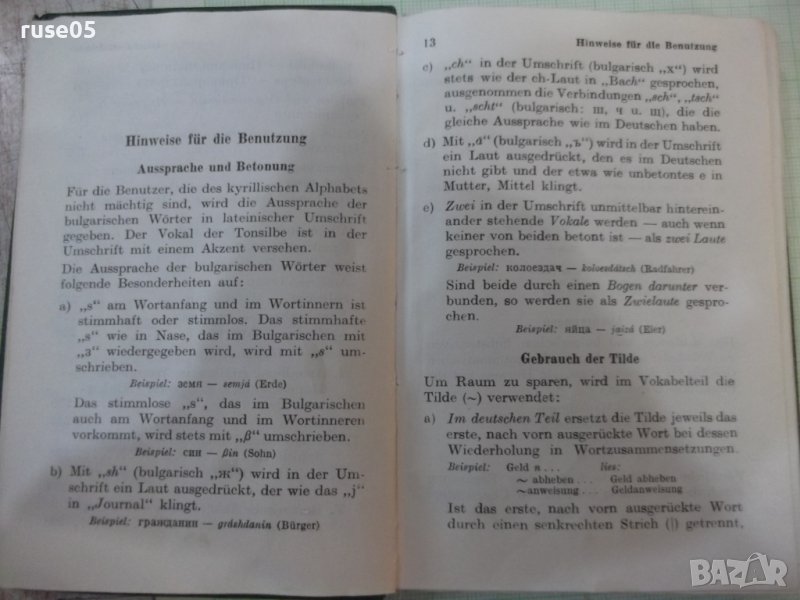 ruse05
Hinweise für die Benutzung
Aussprache und Betonung
Für die Benutzer, die des kyrillischen Alphabets
nicht mächtig sind, wird die Aussprache der
bulgarischen Wörter in lateinischer Umschrift
gegeben. Der Vokal der Tonsilbe ist in der
Umschrift mit einem Akzent versehen.
Die Aussprache der bulgarischen Wörter weist
folgende Besonderheiten auf:
a) „s“ am Wortanfang und im Wortinnern ist
stimmhaft oder stimmlos. Das stimmhafte
„s“ wie in Nase, das im Bulgarischen mit
„з“ wiedergegeben wird, wird mit „s“ um-
schrieben.
Beispiel: земя — semjá (Erde)
Das stimmlose „s“, das im Bulgarischen
auch am Wortanfang und im Wortinneren
vorkommt, wird stets mit „β“ umschrieben.
Beispiel: син — βin (Sohn)
b) Mit „sh“ (bulgarisch „ж“) wird in der Um-
schrift ein Laut ausgedrückt, der wie das „j“
in „Journal“ klingt.
Beispiel: гражданин — gráshdanin (Bürger)
13 Hinweise für die Benutzung
c) „ch“ in der Umschrift (bulgarisch „х“) wird
stets wie der ch-Laut in „Bach“ gesprochen,
ausgenommen die Verbindungen „sch“, „tsch“
u. „scht“ (bulgarisch: ш, ч u. щ), die die
gleiche Aussprache wie im Deutschen haben.
d) Mit „á“ (bulgarisch „ъ“) wird in der Umschrift
ein Laut ausgedrückt, den es im Deutschen
nicht gibt und der etwa wie unbetontes e in
Mutter, Mittel klingt.
e) Zwei in der Umschrift unmittelbar hinterein-
ander stehende Vokale werden — auch wenn
keiner von beiden betont ist — als zwei Laute
gesprochen.
Beispiel: колоездач — koloesdátsch (Radfahrer)
Sind beide durch einen Bogen darunter ver-
bunden, so werden sie als Zwielaute gespro-
chen.
Beispiel: яйца — jaizá (Eier)
Gebrauch der Tilde
Um Raum zu sparen, wird im Vokabelteil die
Tilde (~) verwendet:
a) Im deutschen Teil ersetzt die Tilde jeweils das
erste, nach vorn ausgerückte Wort bei dessen
Wiederholung in Wortzusammensetzungen.
Beispiel: Geld n... lies:
~ abheben... Geld abheben
~anweisung... Geldanweisung
Ist das erste, nach vorn ausgerückte Wort
durch einen senkrechten Strich (|) getrennt,
BAZAR